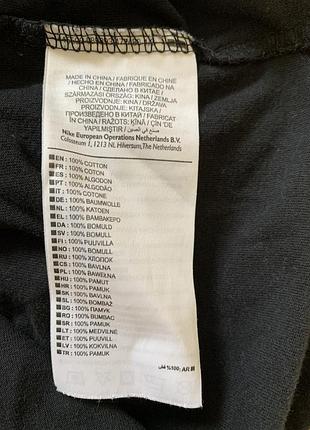 MADE IN CHINA / FABRIQUE EN CHINE
/ HECHO EN CHINA / FABRICADO NA
CHINA / СДЕЛАНО В КИТАЕ /
SZÁRMAZÁSI ORSZÁG: KÍNA / ZEMLJA
PROIZVODNJE: KINA / DRŽAVA
PROIZVODNJE: KITAJSKA /
ПРОИЗВЕДЕНО В: КИТАЙ / FABRICAT
ÎN CHINA / RAŽOTS: ĶĪNĀ / ÇİN 'DE
YAPILMIŞTIR / صنع في الصين
Nike European Operations Netherlands B.V.
Colosseum 1, 1213 NL Hilversum, The Netherlands
EN : 100% COTTON
FR : 100% COTON
ES : 100% ALGODON
PT : 100% ALGODÃO
IT : 100% COTONE
DE : 100% BAUMWOLLE
NL : 100% KATOEN
EL : 100% ΒΑΜΒΑΚΕΡΟ
DA : 100% BOMULD
SV : 100% BOMULL
FI : 100% PUUVILLA
NO : 100% BOMULL
RU : 100% ХЛОПОК
CS : 100% BAVLNA
PL : 100% BAWEŁNA
HU : 100% PAMUT
HR : 100% PAMUK
SK : 100% BAVLNA
SL : 100% BOMBAŽ
BG : 100% ПАМУК
RO : 100% BUMBAC
SR : 100% PAMUK
LT : 100% MEDVILNĖ
ET : 100% PUUVILL
LV : 100% KOKVILNA
TR : 100% PAMUK
AR : %100 قطن